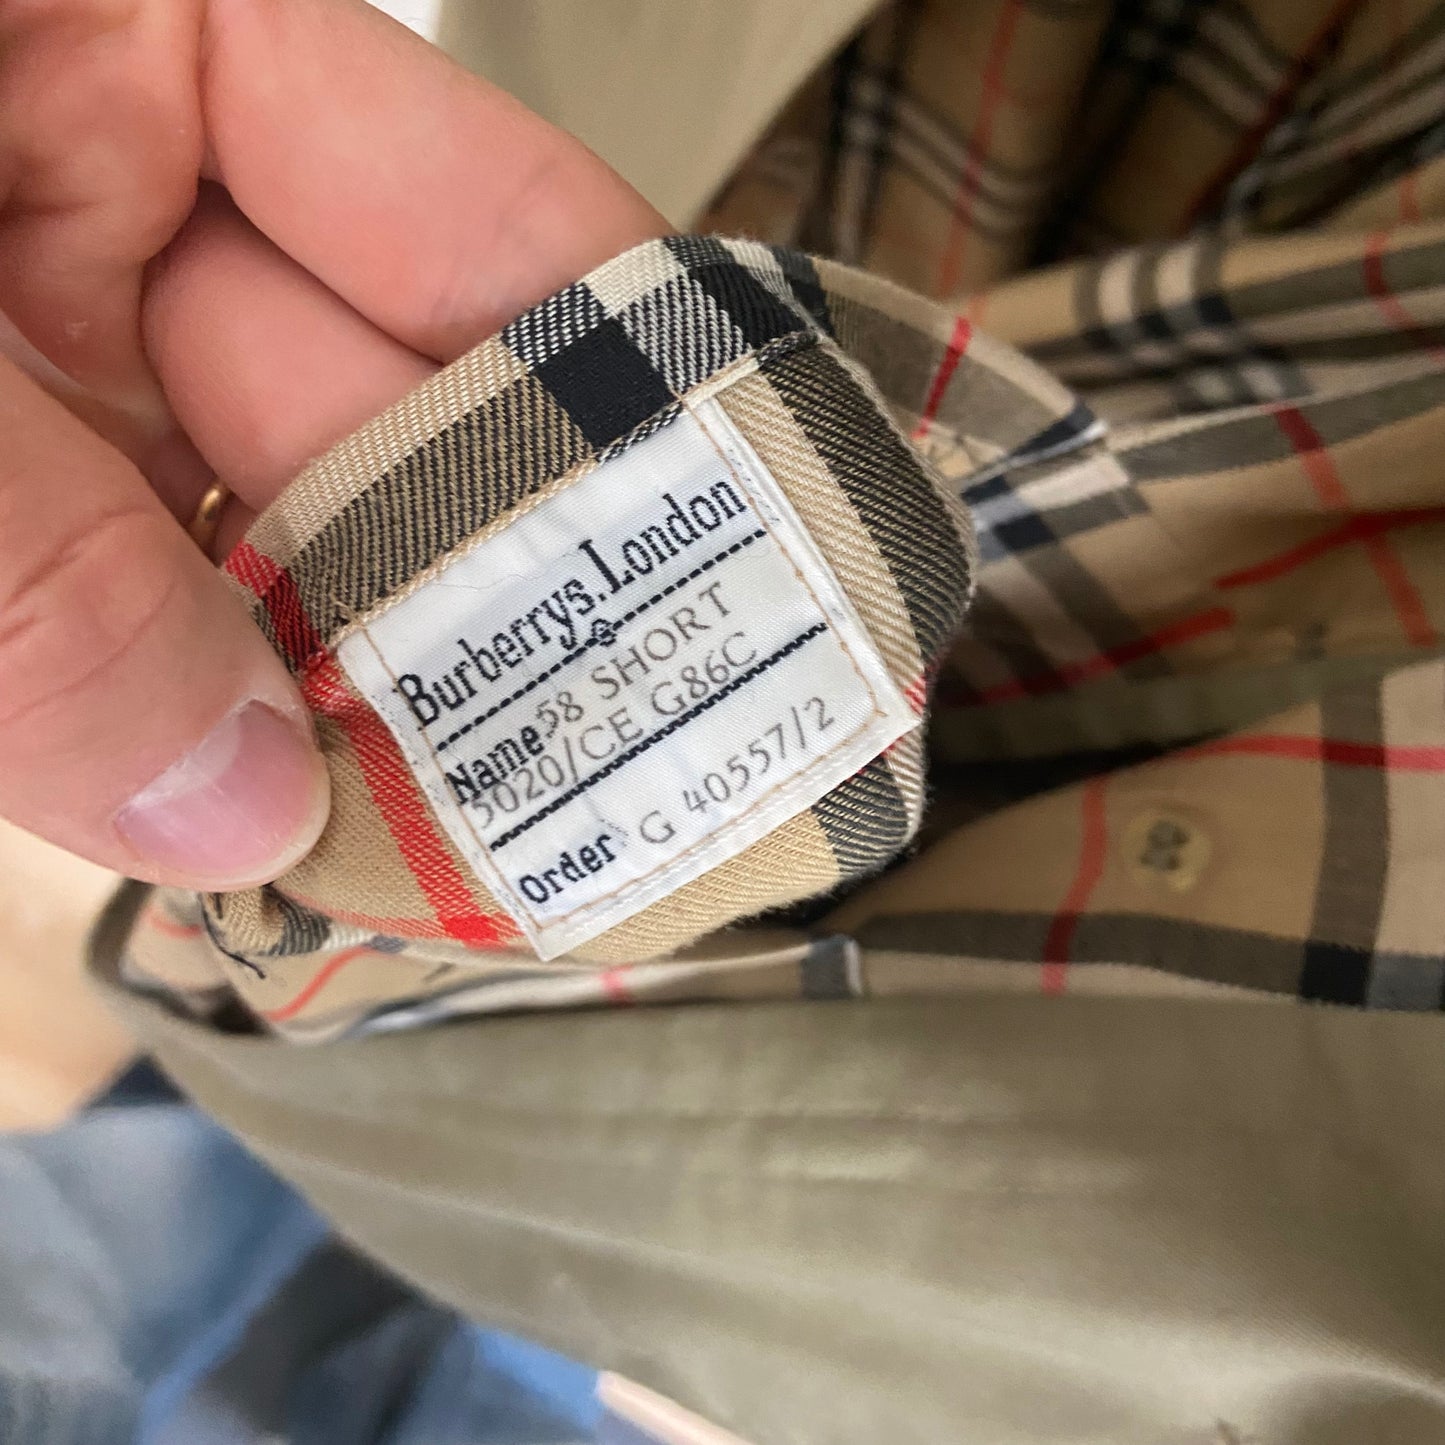 Burberrys. London
Name 58 SHORT
5020/CE G86C
Order G 40557/2